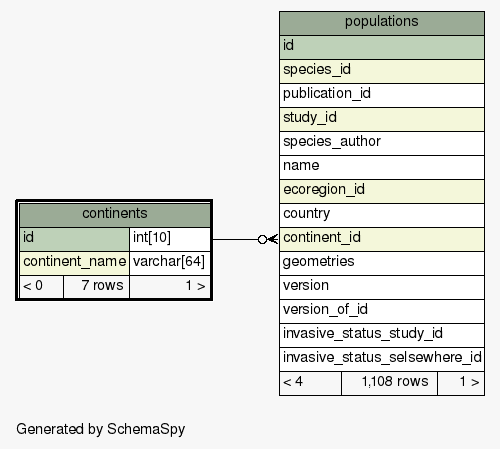 populations
id
species_id
publication_id
study_id
species_author
name
ecoregion_id
country
continent_id
geometries
version
version_of_id
invasive_status_study_id
invasive_status_selsewhere_id
< 4 1,108 rows 1 >
continents
id int[10]
continent_name varchar[64]
< 0 7 rows 1 >
Generated by SchemaSpy